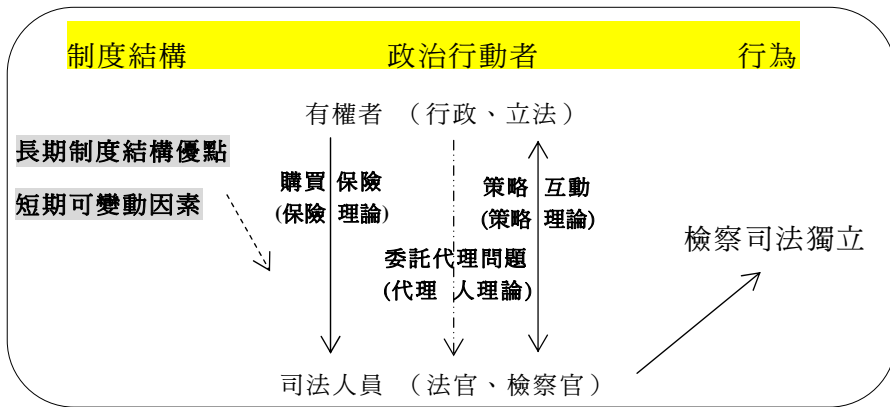 制度結構 政治行動者 行為
有權者 （行政、立法）
長期制度結構優點
短期可變動因素
購買 保險
(保險 理論)
策略 互動
(策略 理論)
委託代理問題
(代理 人理論)
檢察司法獨立
司法人員 （法官、檢察官）